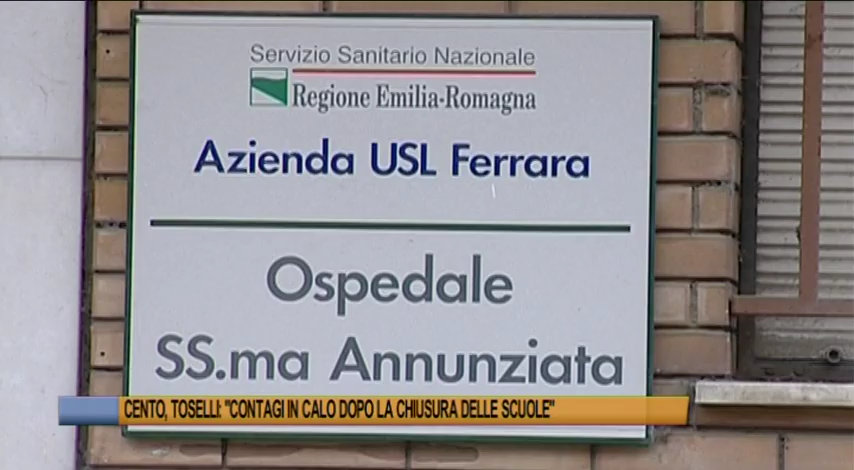 Servizio Sanitario Nazionale
Regione Emilia-Romagna
Azienda USL Ferrara
Ospedale
SS.ma Annunziata
CENTO, TOSELLI: "CONTAGI IN CALO DOPO LA CHIUSURA DELLE SCUOLE"